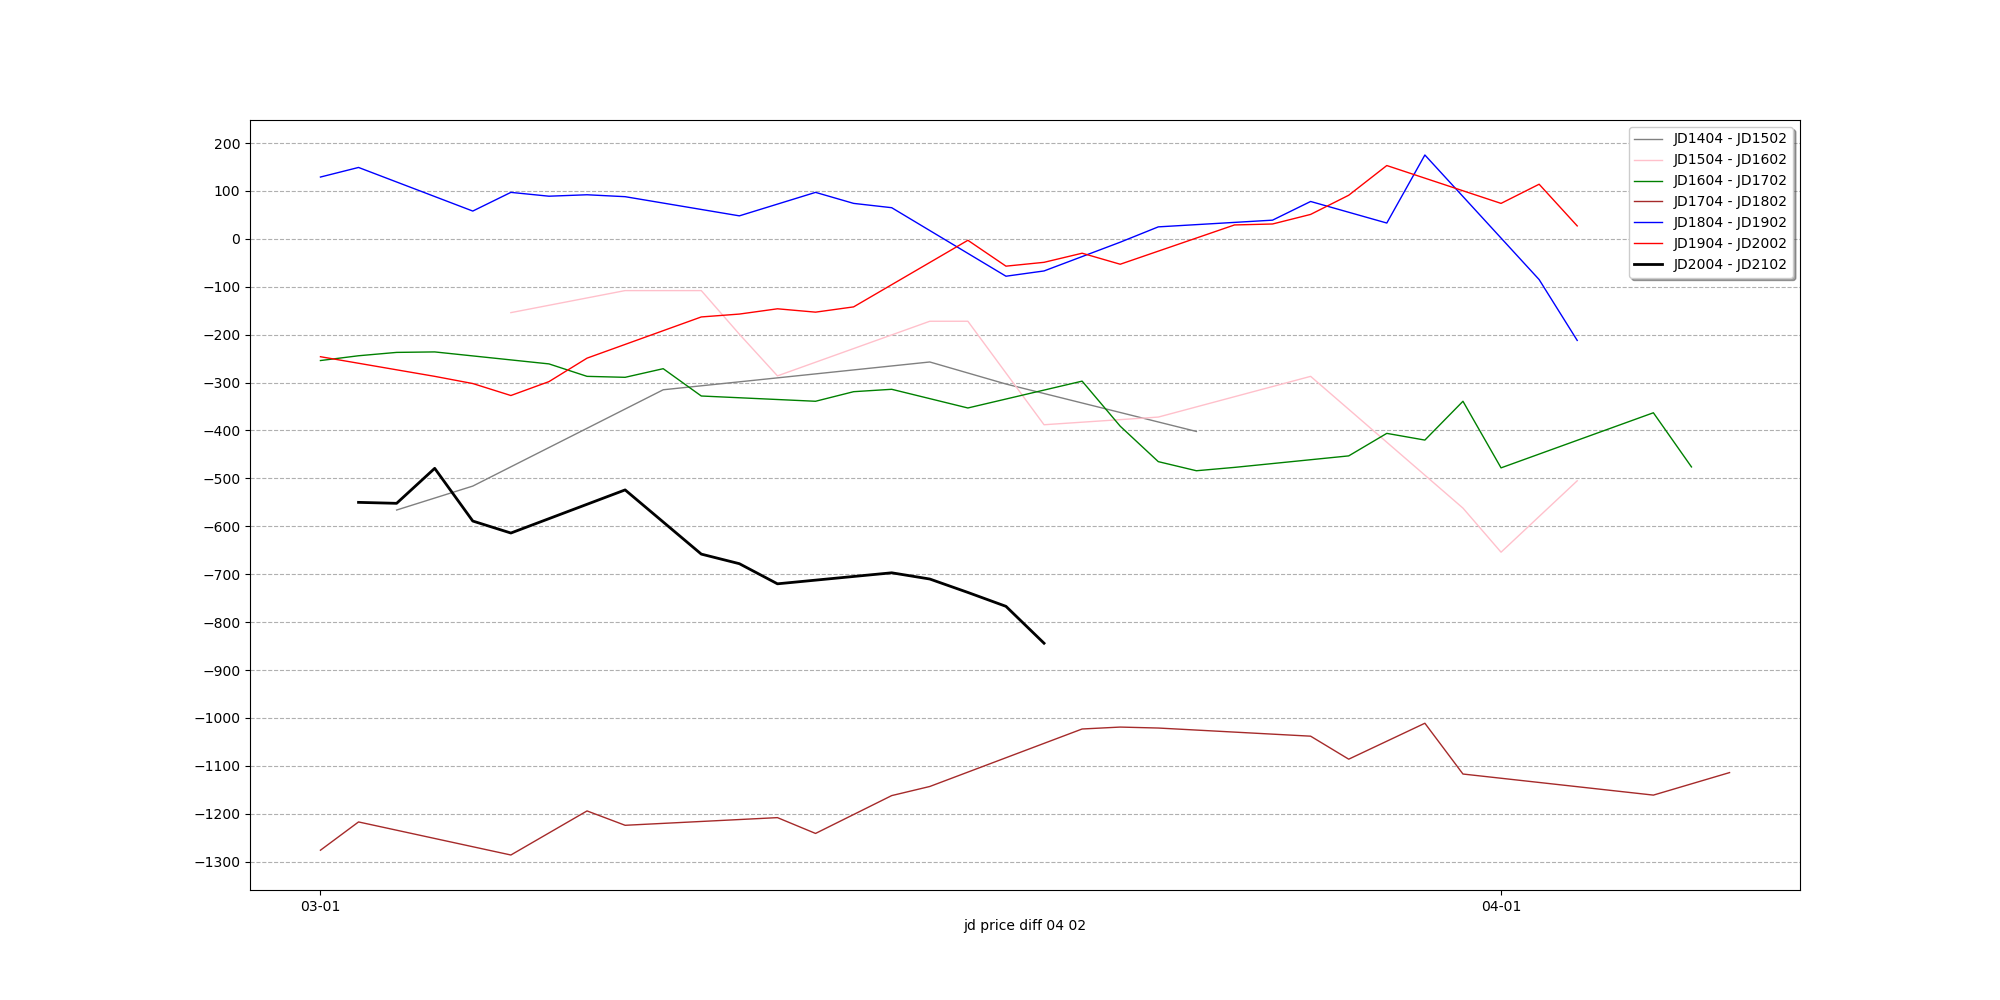 200
100
0
−100
−200
−300
−400
−500
−600
−700
−800
−900
−1000
−1100
−1200
−1300
JD1404 - JD1502
JD1504 - JD1602
JD1604 - JD1702
JD1704 - JD1802
JD1804 - JD1902
JD1904 - JD2002
JD2004 - JD2102
03-01
04-01
jd price diff 04 02